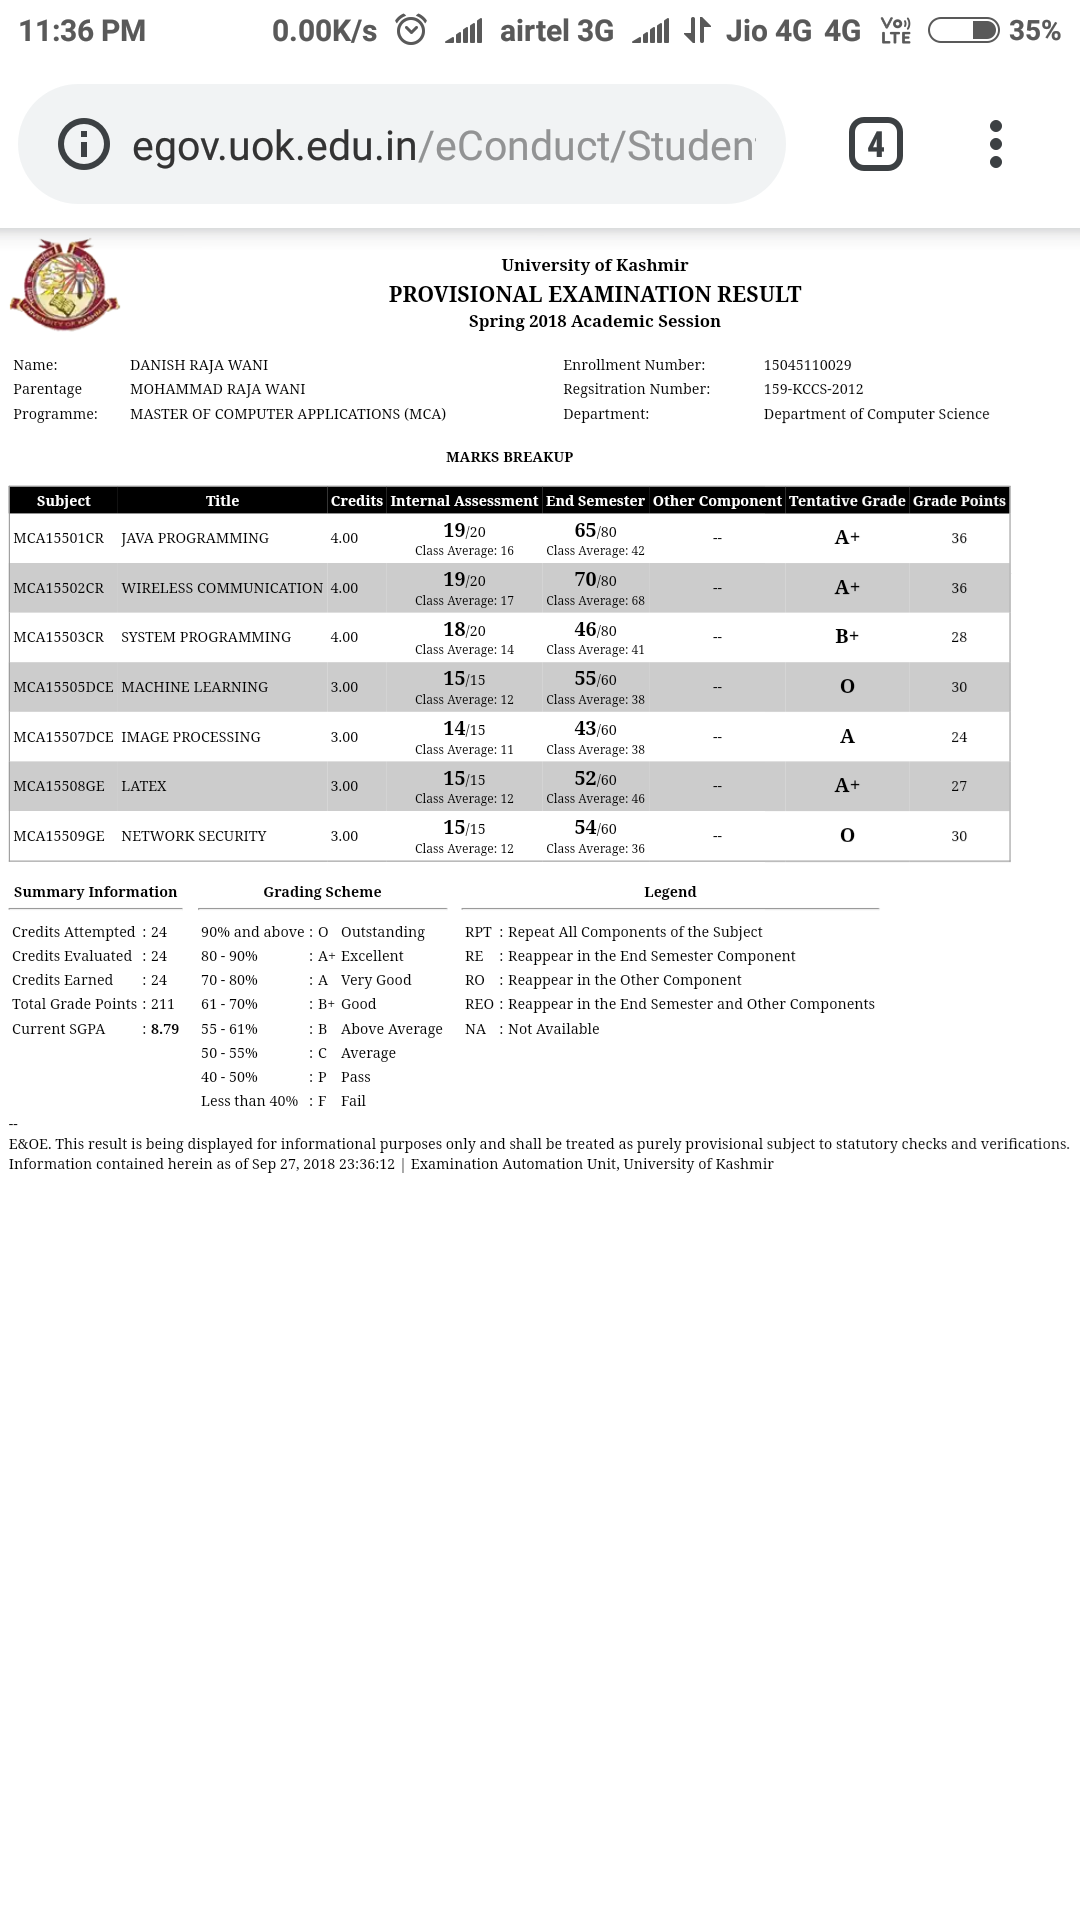 11:36 PM 0.00K/s airtel 3G Jio 4G 4G Vo)) LTE 35%
egov.uok.edu.in/eConduct/Studen
4
University of Kashmir
PROVISIONAL EXAMINATION RESULT
Spring 2018 Academic Session
Name: DANISH RAJA WANI Enrollment Number: 15045110029
Parentage MOHAMMAD RAJA WANI Regsitration Number: 159-KCCS-2012
Programme: MASTER OF COMPUTER APPLICATIONS (MCA) Department: Department of Computer Science
MARKS BREAKUP
Subject Title Credits Internal Assessment End Semester Other Component Tentative Grade Grade Points
MCA15501CR JAVA PROGRAMMING 4.00 19/20 65/80 -- A+ 36
Class Average: 16 Class Average: 42
MCA15502CR WIRELESS COMMUNICATION 4.00 19/20 70/80 -- A+ 36
Class Average: 17 Class Average: 68
MCA15503CR SYSTEM PROGRAMMING 4.00 18/20 46/80 -- B+ 28
Class Average: 14 Class Average: 41
MCA15505DCE MACHINE LEARNING 3.00 15/15 55/60 -- O 30
Class Average: 12 Class Average: 38
MCA15507DCE IMAGE PROCESSING 3.00 14/15 43/60 -- A 24
Class Average: 11 Class Average: 38
MCA15508GE LATEX 3.00 15/15 52/60 -- A+ 27
Class Average: 12 Class Average: 46
MCA15509GE NETWORK SECURITY 3.00 15/15 54/60 -- O 30
Class Average: 12 Class Average: 36
Summary Information Grading Scheme Legend
Credits Attempted : 24 90% and above : O Outstanding RPT : Repeat All Components of the Subject
Credits Evaluated : 24 80 - 90% : A+ Excellent RE : Reappear in the End Semester Component
Credits Earned : 24 70 - 80% : A Very Good RO : Reappear in the Other Component
Total Grade Points : 211 61 - 70% : B+ Good REO : Reappear in the End Semester and Other Components
Current SGPA : 8.79 55 - 61% : B Above Average NA : Not Available
50 - 55% : C Average
40 - 50% : P Pass
Less than 40% : F Fail
--
E&OE. This result is being displayed for informational purposes only and shall be treated as purely provisional subject to statutory checks and verifications.
Information contained herein as of Sep 27, 2018 23:36:12 | Examination Automation Unit, University of Kashmir